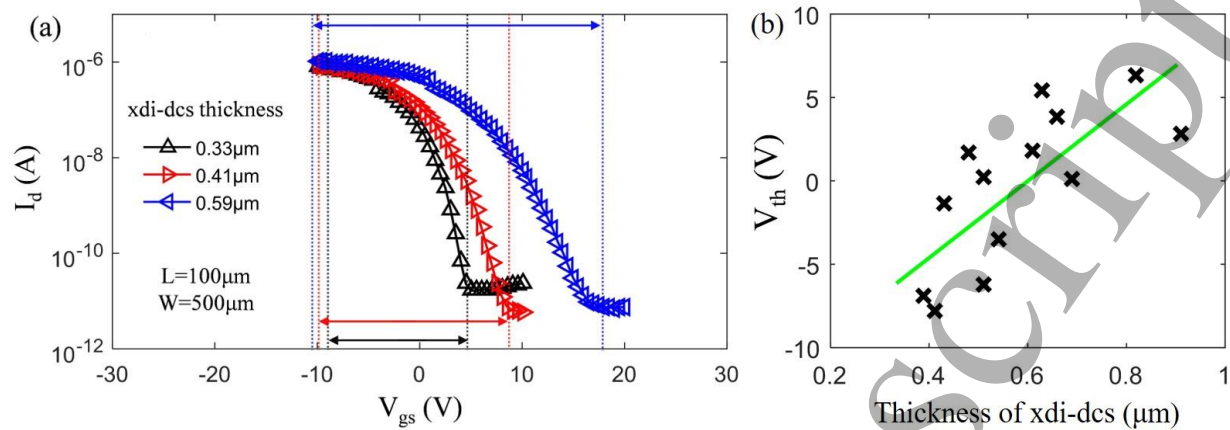 (a)
I_d (A)
10^-6
10^-8
10^-10
10^-12
xdi-dcs thickness
0.33μm
0.41μm
0.59μm
L=100μm
W=500μm
-30 -20 -10 0 10 20 30
V_gs (V)
(b)
V_th (V)
10
5
0
-5
-10
0.2 0.4 0.6 0.8 1
Thickness of xdi-dcs (μm)
scrip